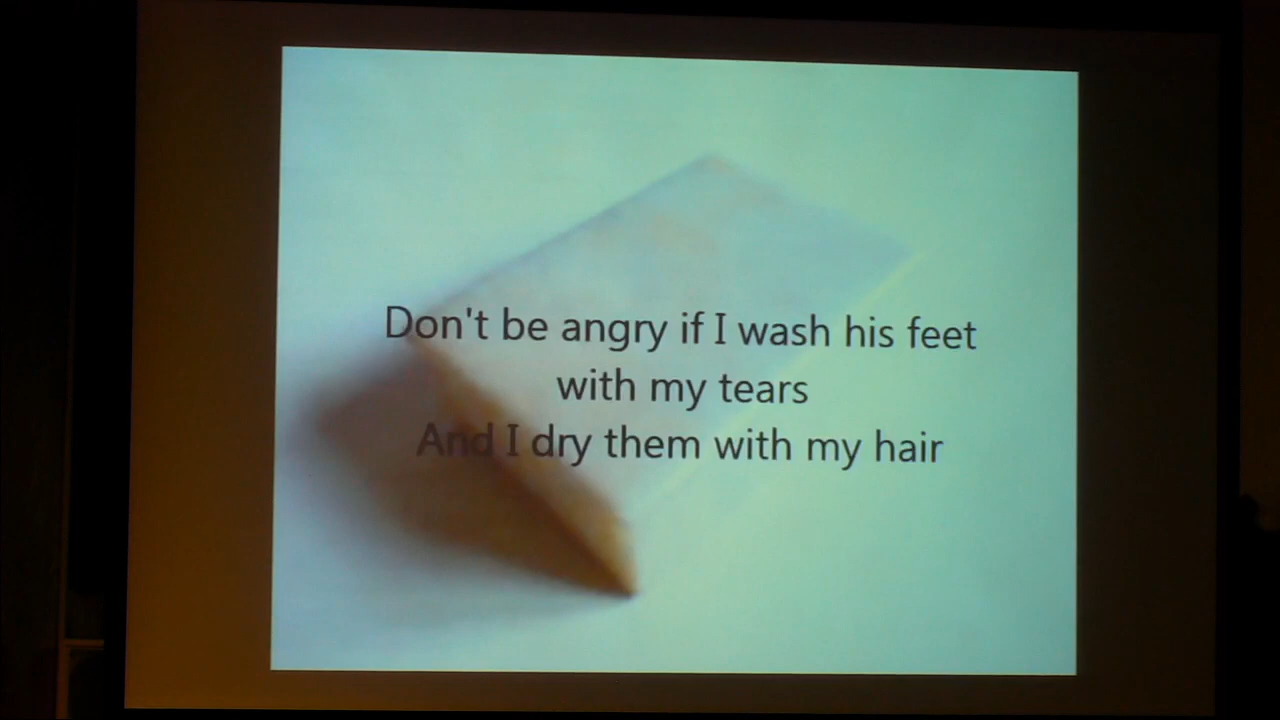 Don't be angry if I wash his feet
with my tears
And I dry them with my hair